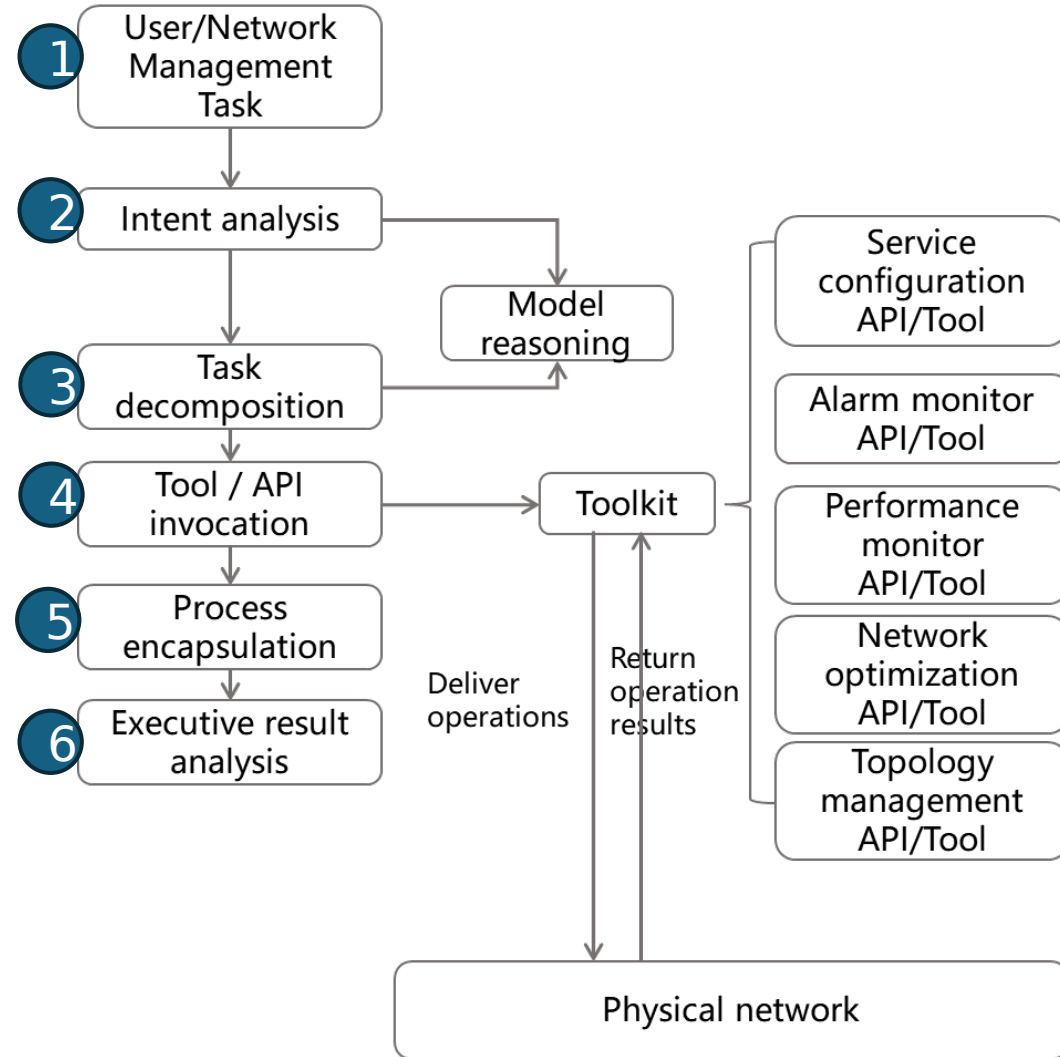 1
User/Network
Management
Task
2
Intent analysis
Model
reasoning
3
Task
decomposition
4
Tool / API
invocation
Toolkit
5
Process
encapsulation
6
Executive result
analysis
Service
configuration
API/Tool
Alarm monitor
API/Tool
Performance
monitor
API/Tool
Network
optimization
API/Tool
Topology
management
API/Tool
Deliver
operations
Return
operation
results
Physical network